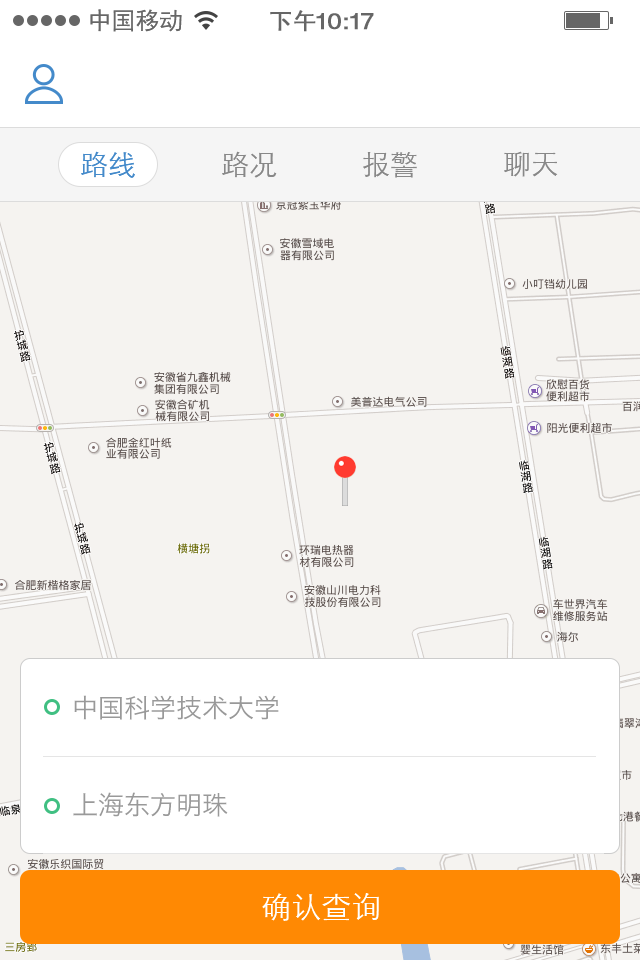 中国移动 下午10:17
路线 路况 报警 聊天
京冠紫玉华府
路
安徽雪域电
器有限公司
小叮铛幼儿园
护城路
临湖路
安徽省九鑫机械
集团有限公司
欣慰百货
便利超市
安徽合矿机
械有限公司
美普达电气公司
百润
阳光便利超市
合肥金红叶纸
业有限公司
护城路
临湖路
护城路
临湖路
横塘拐
环瑞电热器
材有限公司
合肥新楷格家居
安徽山川电力科
技股份有限公司
车世界汽车
维修服务站
海尔
中国科学技术大学
上海东方明珠
市
临泉
安徽乐织国际贸
公寓
确认查询
三房郢
婴生活馆
东丰土菜